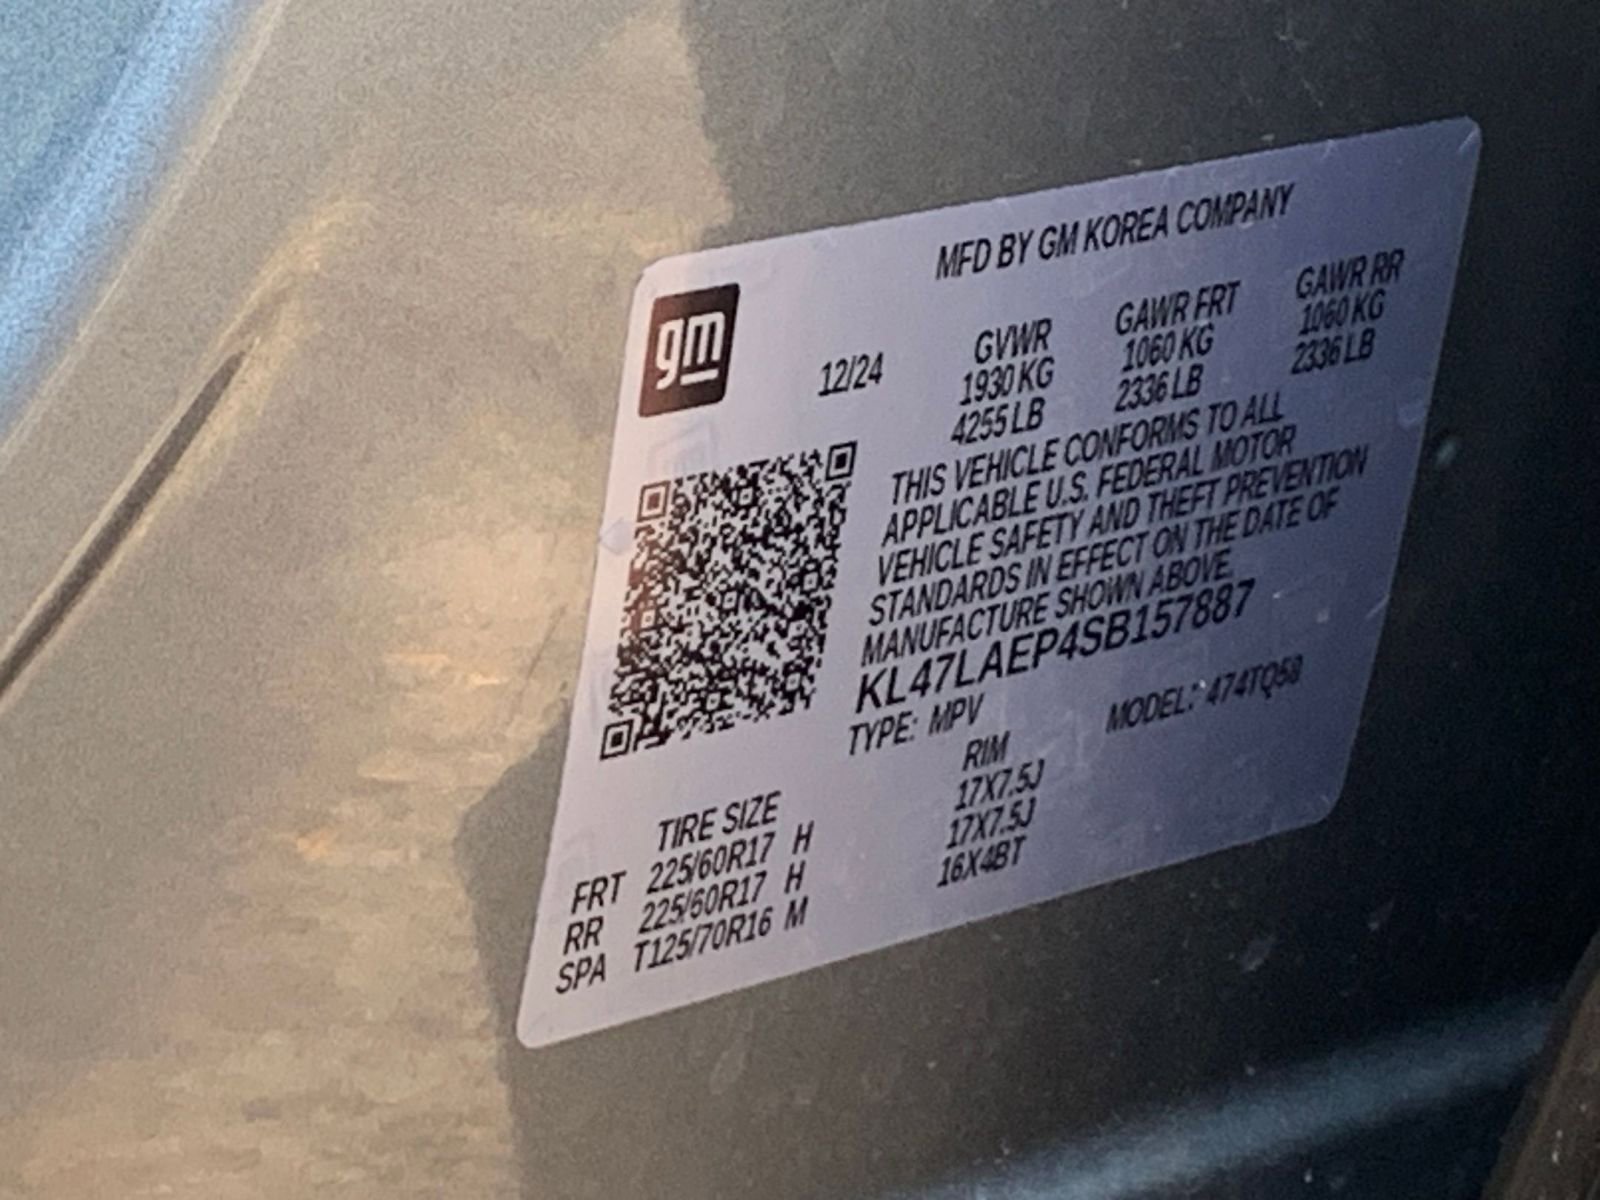 MFD BY GM KOREA COMPANY
gm
12/24
GVWR GAWR FRT GAWR RR
1930 KG 1060 KG 1060 KG
4255 LB 2336 LB 2336 LB
THIS VEHICLE CONFORMS TO ALL
APPLICABLE U.S. FEDERAL MOTOR
VEHICLE SAFETY AND THEFT PREVENTION
STANDARDS IN EFFECT ON THE DATE OF
MANUFACTURE SHOWN ABOVE.
KL47LAEP4SB157887
TYPE: MPV MODEL: 4741Q58
TIRE SIZE RIM
FRT 225/60R17 H 17X7.5J
RR 225/60R17 H 17X7.5J
SPA T125/70R16 M 16X4BT